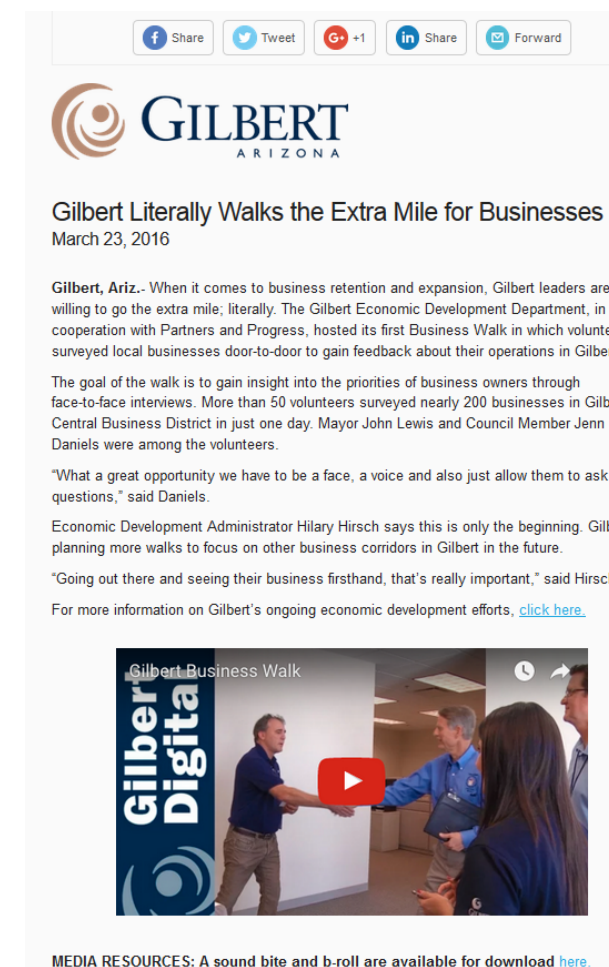 Share
Tweet
+1
Share
Forward
GILBERT
ARIZONA
Gilbert Literally Walks the Extra Mile for Businesses
March 23, 2016
Gilbert, Ariz.- When it comes to business retention and expansion, Gilbert leaders are
willing to go the extra mile; literally. The Gilbert Economic Development Department, in
cooperation with Partners and Progress, hosted its first Business Walk in which
surveyed local businesses door-to-door to gain feedback about their operations in
The goal of the walk is to gain insight into the priorities of business owners through
face-to-face interviews. More than 50 volunteers surveyed nearly 200 businesses in
Central Business District in just one day. Mayor John Lewis and Council Member Jenn
Daniels were among the volunteers.
"What a great opportunity we have to be a face, a voice and also just allow them to ask
questions," said Daniels.
Economic Development Administrator Hilary Hirsch says this is only the beginning.
planning more walks to focus on other business corridors in Gilbert in the future.
"Going out there and seeing their business firsthand, that's really important," said
For more information on Gilbert's ongoing economic development efforts, click here.
Gilbert Business Walk
Gilbert
Digital
MEDIA RESOURCES: A sound bite and b-roll are available for download here.